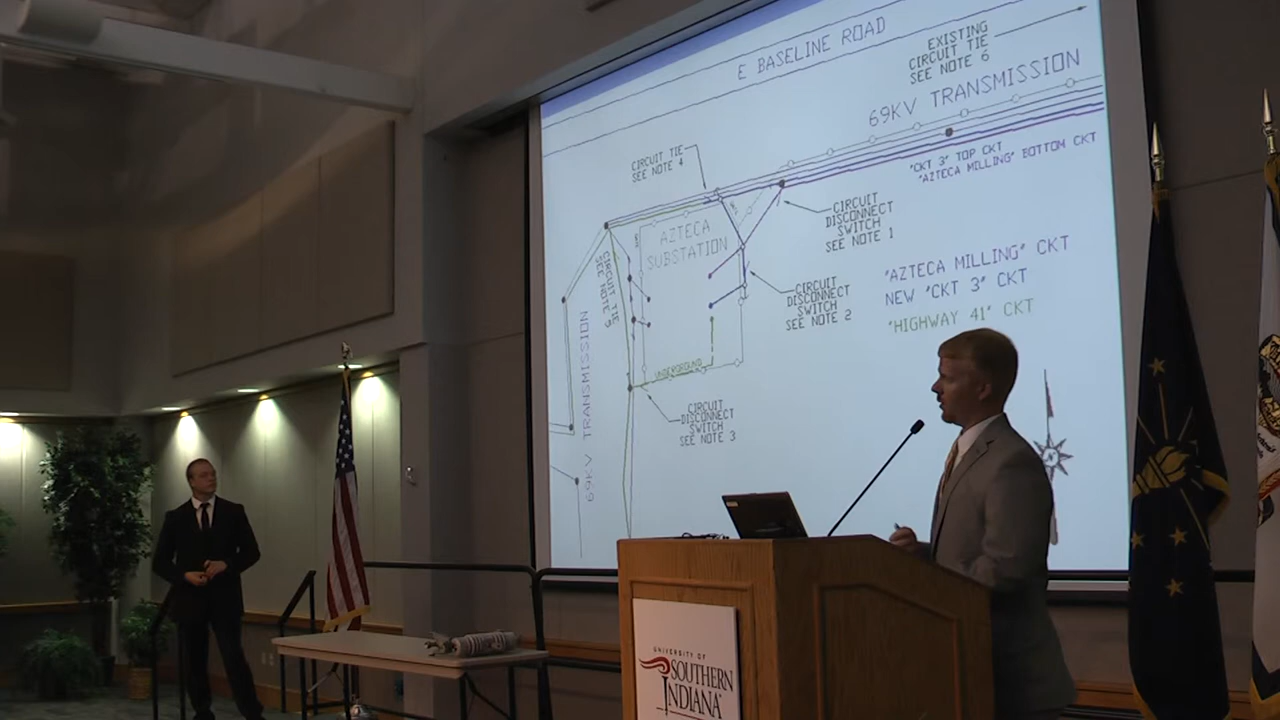 E BASELINE ROAD
EXISTING
CIRCUIT TIE
SEE NOTE 6
69KV TRANSMISSION
CIRCUIT TIE
SEE NOTE 4
"CKT 3" TOP CKT
"AZTECA MILLING" BOTTOM CKT
CIRCUIT
DISCONNECT
SWITCH
SEE NOTE 1
AZTECA
SUBSTATION
CIRCUIT TIE
SEE NOTE 5
"AZTECA MILLING" CKT
NEW "CKT 3" CKT
"HIGHWAY 41" CKT
CIRCUIT
DISCONNECT
SWITCH
SEE NOTE 2
69KV TRANSMISSION
UNDERGROUND
CIRCUIT
DISCONNECT
SWITCH
SEE NOTE 3
UNIVERSITY OF
SOUTHERN
INDIANA